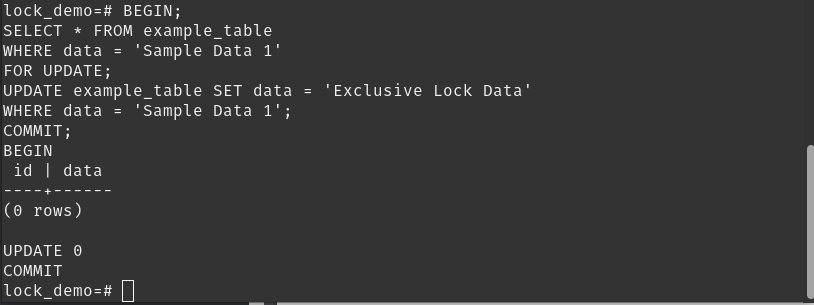 lock_demo=# BEGIN;
SELECT * FROM example_table
WHERE data = 'Sample Data 1'
FOR UPDATE;
UPDATE example_table SET data = 'Exclusive Lock Data'
WHERE data = 'Sample Data 1';
COMMIT;
BEGIN
 id | data
----+------
(0 rows)

UPDATE 0
COMMIT
lock_demo=#